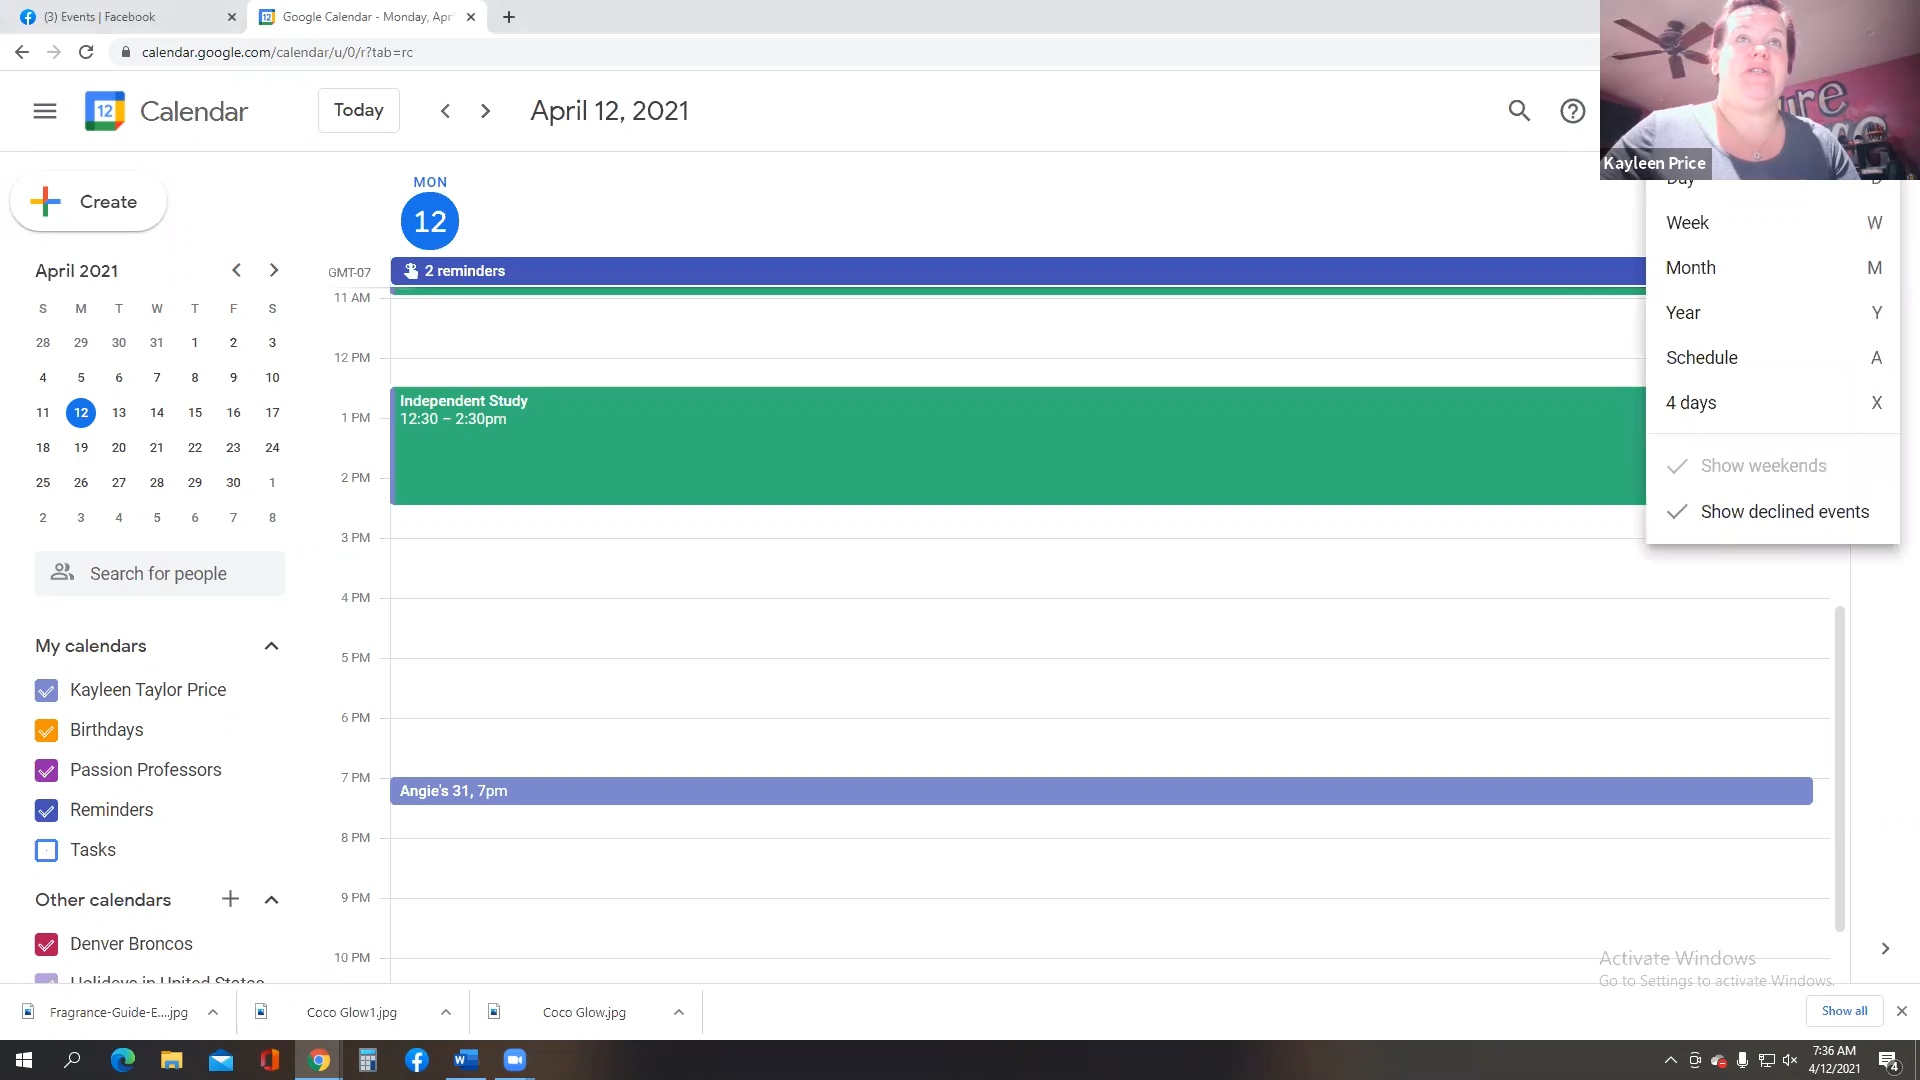 (3) Events | Facebook
Google Calendar - Monday, Apr
calendar.google.com/calendar/u/0/r?tab=rc
12
Calendar
Today
April 12, 2021
Kayleen Price
Create
MON
12
Day D
Week W
Month M
Year Y
Schedule A
4 days X
Show weekends
Show declined events
April 2021
S M T W T F S
28 29 30 31 1 2 3
4 5 6 7 8 9 10
11 12 13 14 15 16 17
18 19 20 21 22 23 24
25 26 27 28 29 30 1
2 3 4 5 6 7 8
Search for people
My calendars
Kayleen Taylor Price
Birthdays
Passion Professors
Reminders
Tasks
Other calendars
Denver Broncos
Holidays in United States
GMT-07
2 reminders
11 AM
12 PM
Independent Study
12:30 – 2:30pm
1 PM
2 PM
3 PM
4 PM
5 PM
6 PM
7 PM
Angie's 31, 7pm
8 PM
9 PM
10 PM
Activate Windows
Go to Settings to activate Windows.
Fragrance-Guide-E....jpg
Coco Glow1.jpg
Coco Glow.jpg
Show all
7:36 AM
4/12/2021
4